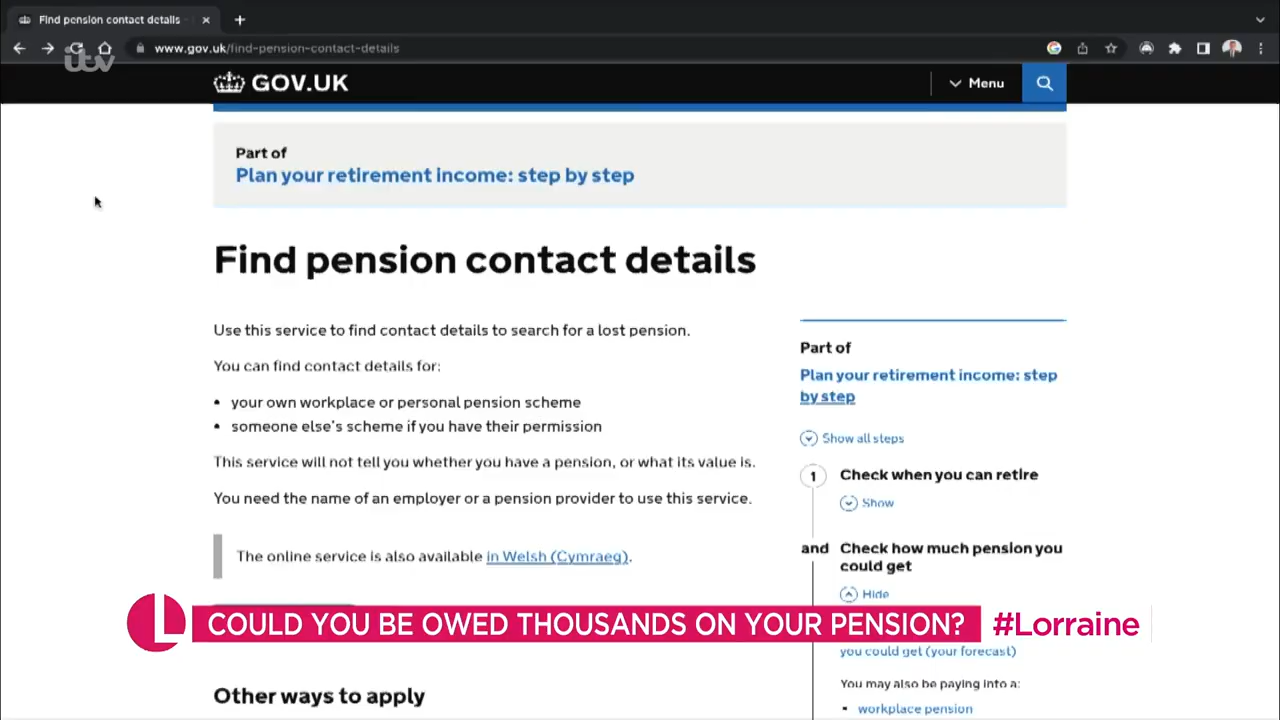 Find pension contact details
www.gov.uk/find-pension-contact-details
itv
GOV.UK
Menu
Part of
Plan your retirement income: step by step
Find pension contact details
Use this service to find contact details to search for a lost pension.
You can find contact details for:
• your own workplace or personal pension scheme
• someone else's scheme if you have their permission
This service will not tell you whether you have a pension, or what its value is.
You need the name of an employer or a pension provider to use this service.
The online service is also available in Welsh (Cymraeg).
Other ways to apply
Part of
Plan your retirement income: step
by step
Show all steps
1 Check when you can retire
Show
and Check how much pension you
could get
Hide
you could get (your forecast)
You may also be paying into a:
• workplace pension
L COULD YOU BE OWED THOUSANDS ON YOUR PENSION? #Lorraine